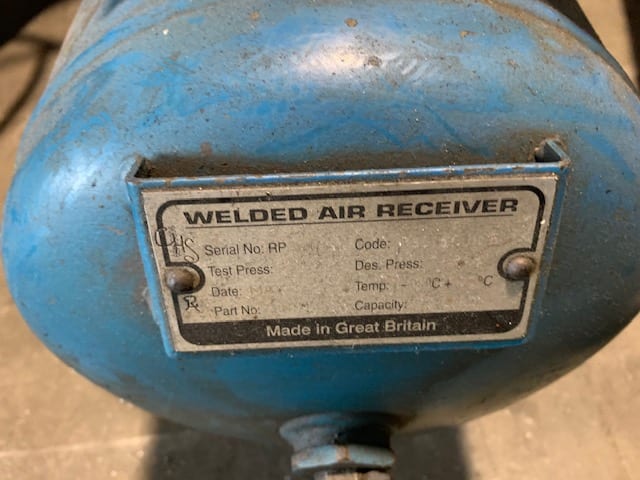 WELDED AIR RECEIVER
Serial No: RP
Code:
Test Press:
Des. Press:
Date:
Temp: - °C + °C
Part No:
Capacity:
Made in Great Britain